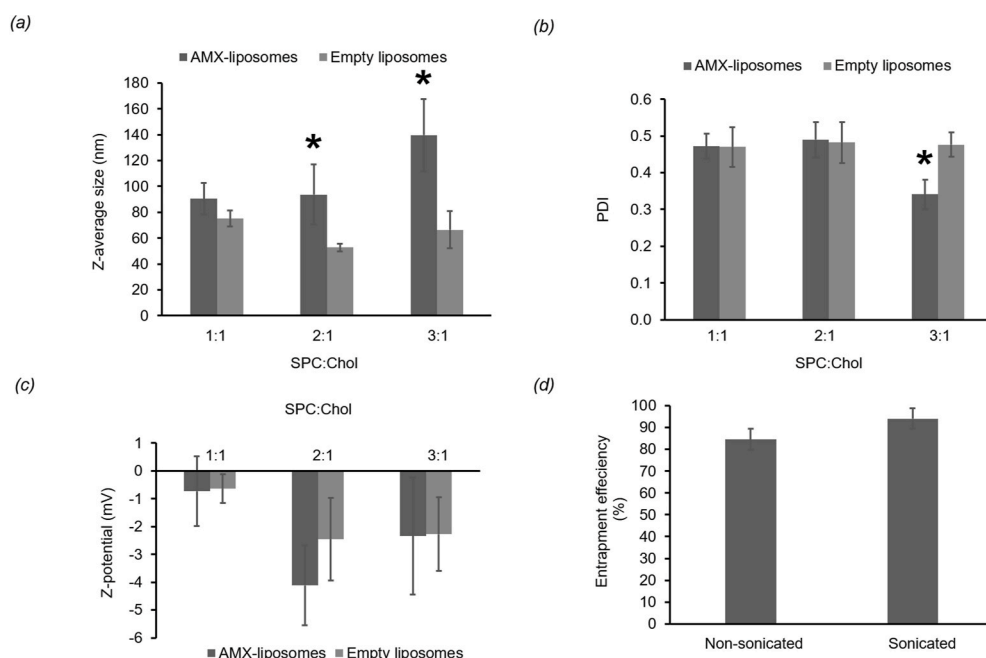 (a)
AMX-liposomes Empty liposomes
*
*
Z-average size (nm)
180
160
140
120
100
80
60
40
20
0
1:1 2:1 3:1
SPC:Chol
(b)
AMX-liposomes Empty liposomes
*
PDI
0.6
0.5
0.4
0.3
0.2
0.1
0.0
1:1 2:1 3:1
SPC:Chol
(c)
SPC:Chol
1:1 2:1 3:1
Z-potential (mV)
1
0
-1
-2
-3
-4
-5
-6
AMX-liposomes Empty liposomes
(d)
Entrapment effeciency
(%)
100
90
80
70
60
50
40
30
20
10
0
Non-sonicated Sonicated